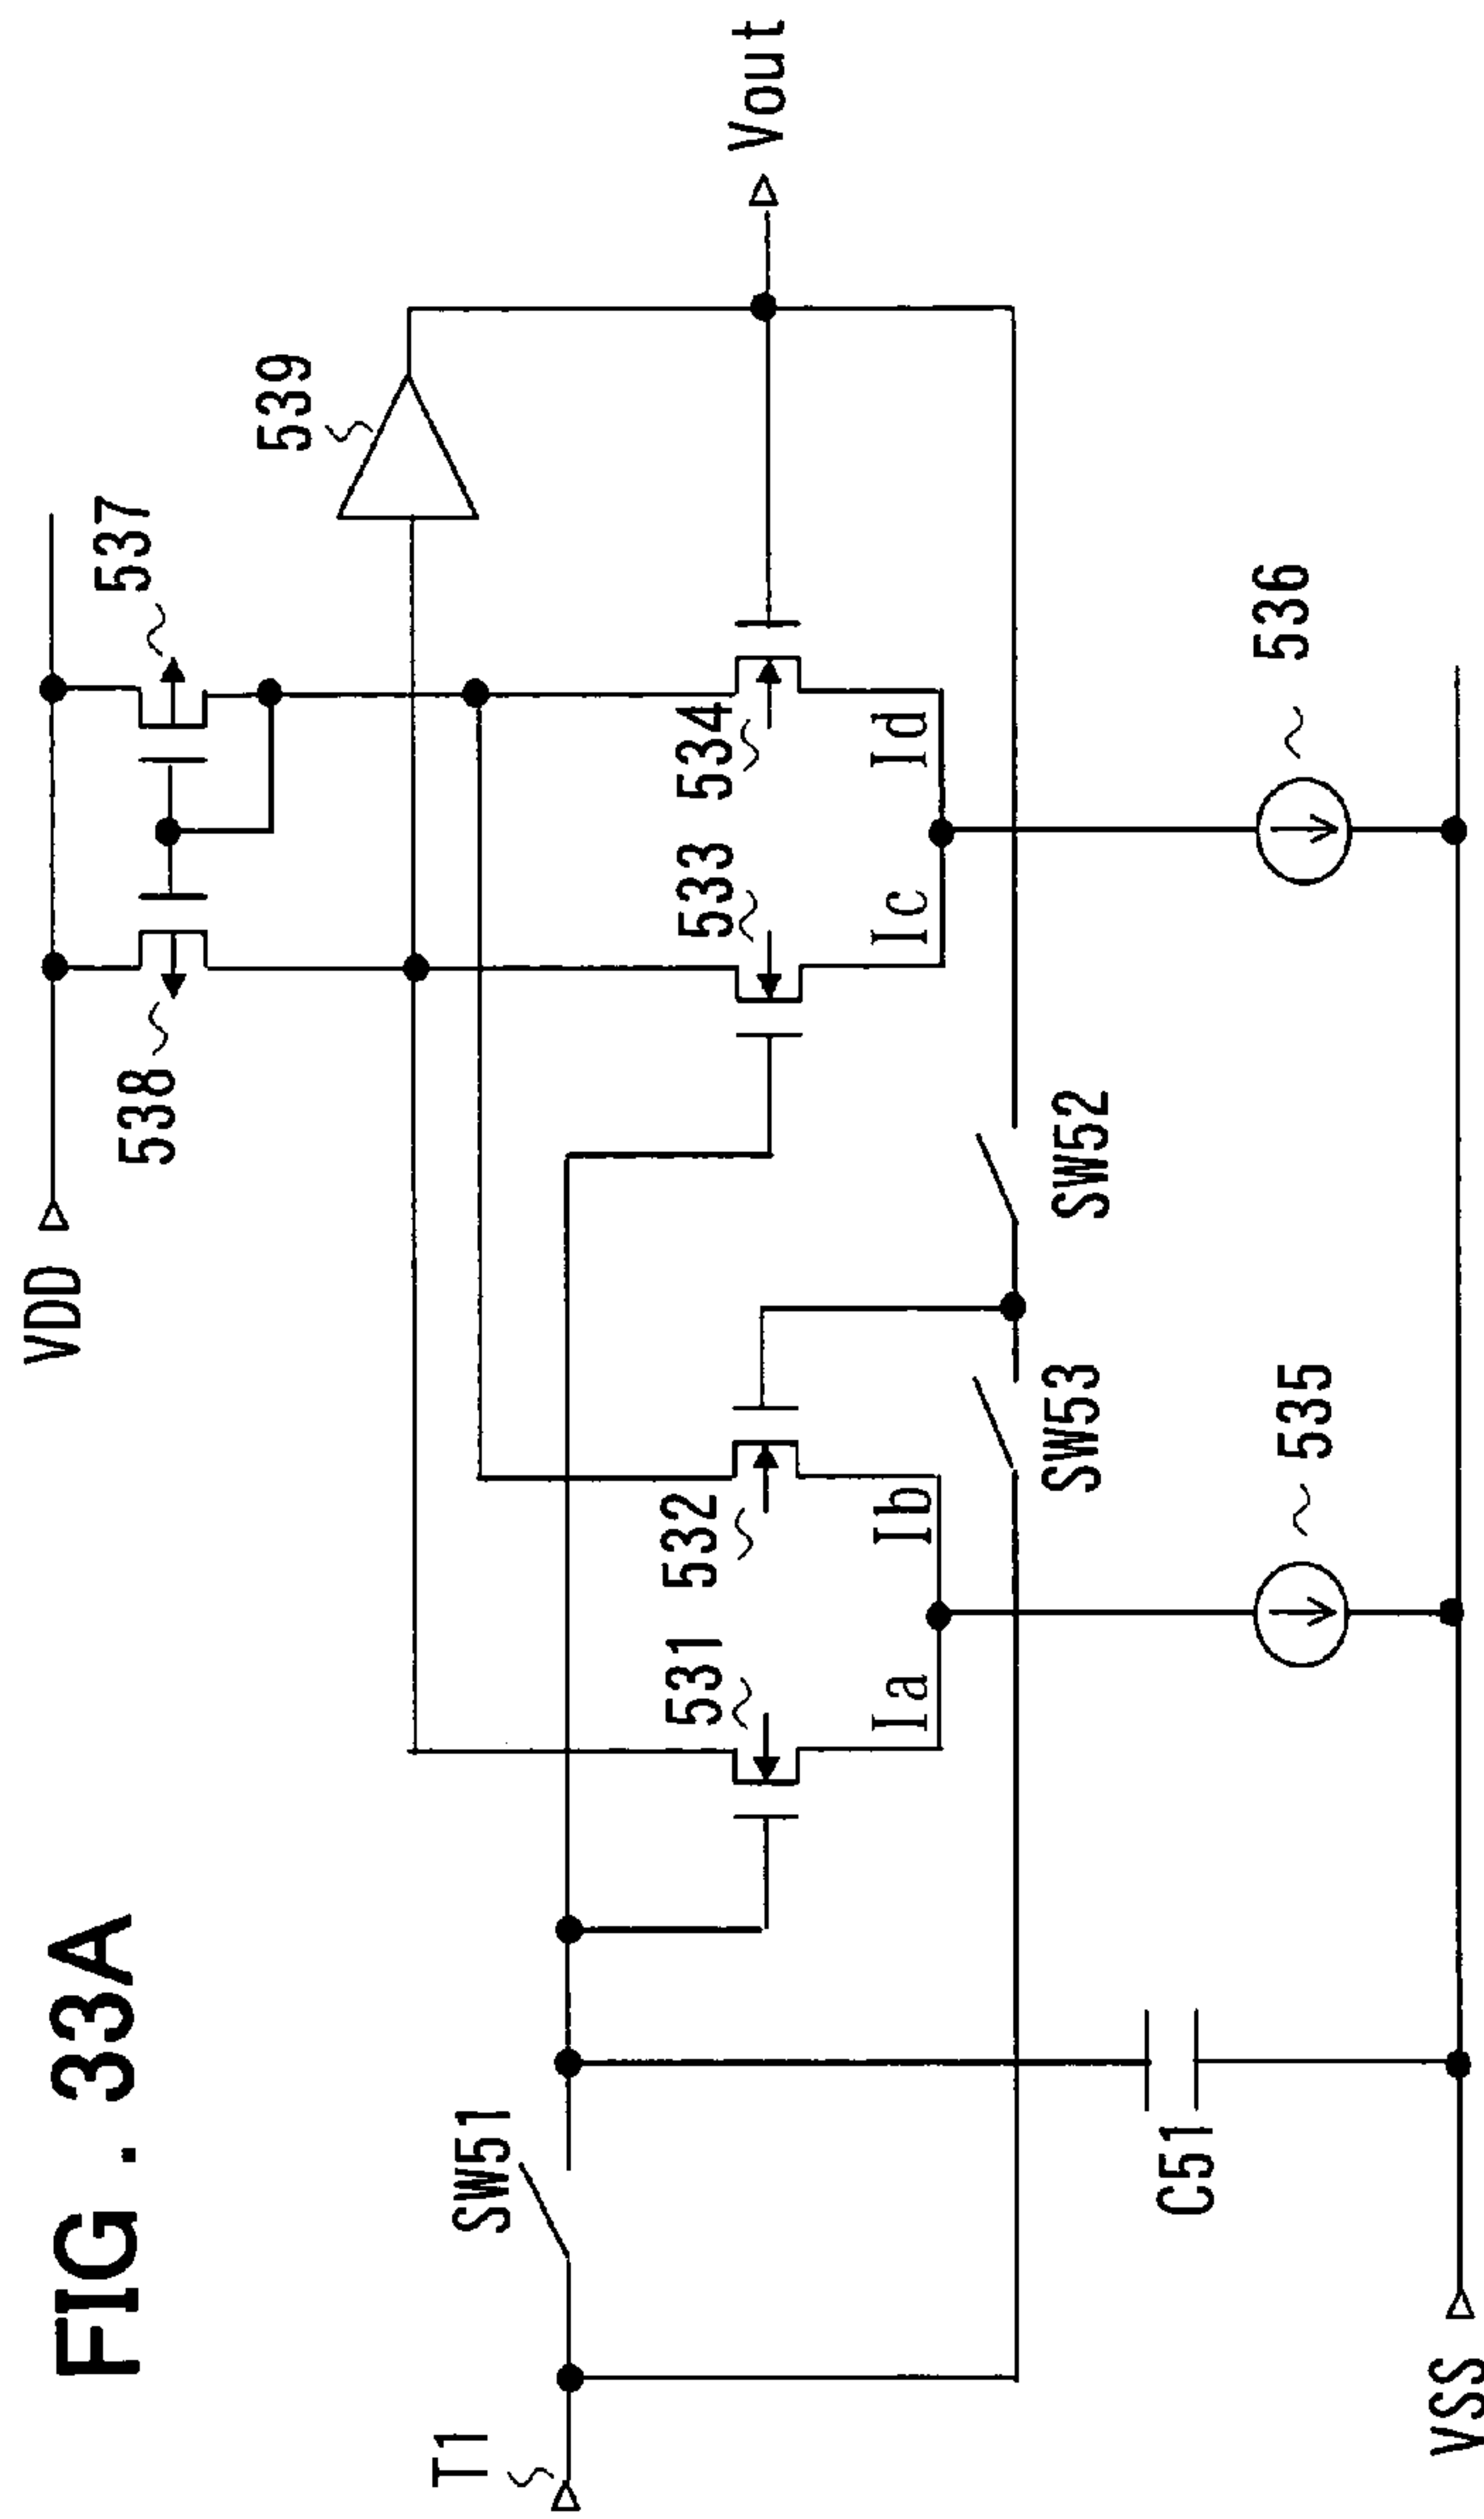 FIG. 33A
VDD
538
537
539
T1
SW51
531
532
533
534
Vout
Ia
Ib
Ic
Id
SW53
SW52
C51
535
536
VSS